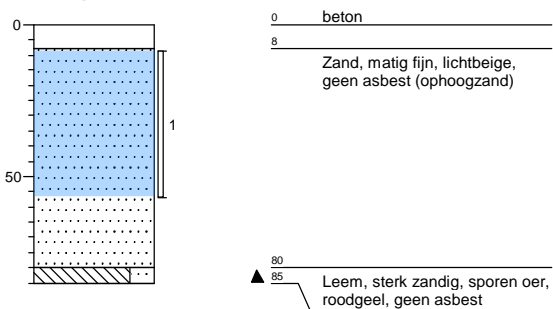 0
50
1
0 beton
8
Zand, matig fijn, lichtbeige,
geen asbest (ophoogzand)
80
85
Leem, sterk zandig, sporen oer,
roodgeel, geen asbest